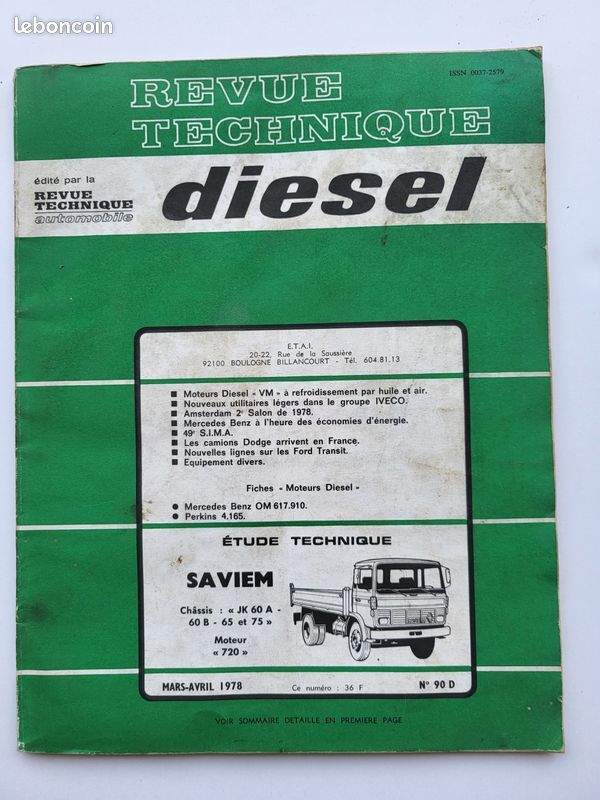 leboncoin
ISSN 0037-2579
REVUE
TECHNIQUE
édité par la
REVUE
TECHNIQUE
automobile
diesel
E.T.A.I.
20-22, Rue de la Saussière
92100 BOULOGNE BILLANCOURT - Tél. 604.81.13
■ Moteurs Diesel - VM - à refroidissement par huile et air.
■ Nouveaux utilitaires légers dans le groupe IVECO.
■ Amsterdam 2e Salon de 1978.
■ Mercedes Benz à l'heure des économies d'énergie.
■ 49e S.I.M.A.
■ Les camions Dodge arrivent en France.
■ Nouvelles lignes sur les Ford Transit.
■ Equipement divers.
Fiches - Moteurs Diesel -
● Mercedes Benz OM 617.910.
● Perkins 4.165.
ÉTUDE TECHNIQUE
SAVIEM
Châssis : « JK 60 A -
60 B - 65 et 75 »
Moteur
« 720 »
MARS-AVRIL 1978 Ce numéro : 36 F N° 90 D
VOIR SOMMAIRE DETAILLE EN PREMIERE PAGE